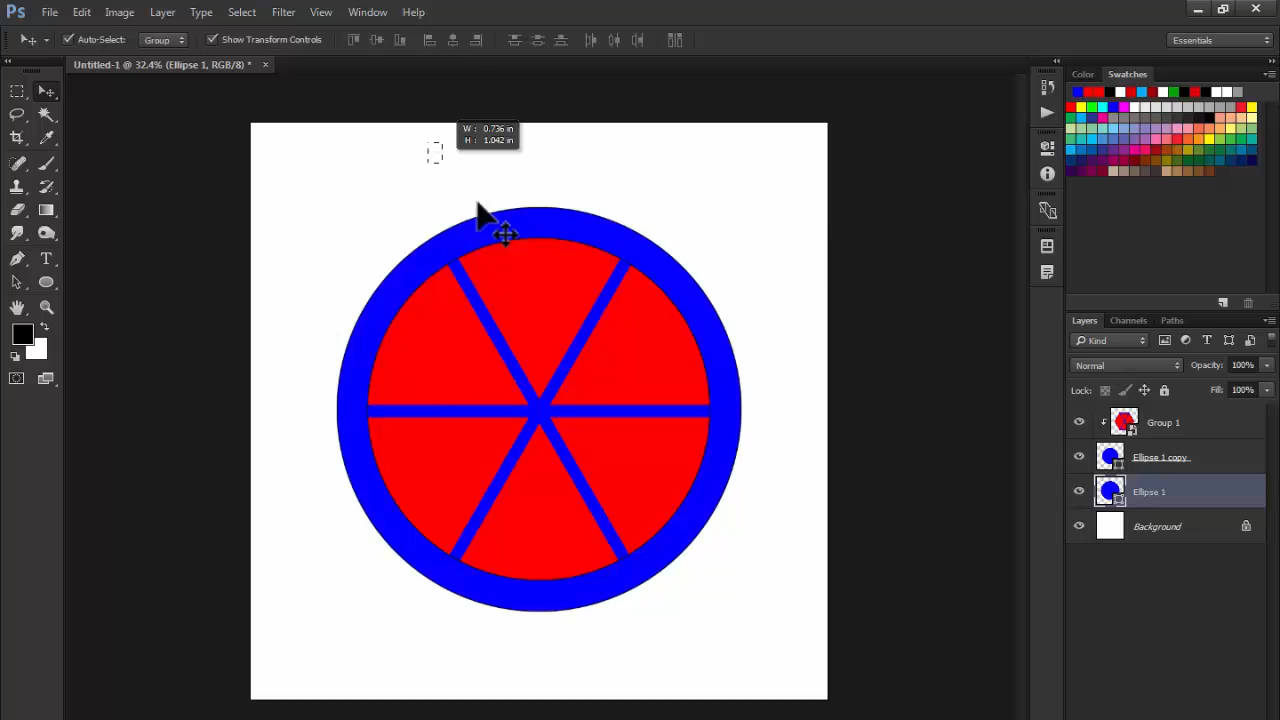 Ps File Edit Image Layer Type Select Filter View Window Help
Auto-Select: Group Show Transform Controls Essentials
Untitled-1 @ 32.4% (Ellipse 1, RGB/8) * ×
Color Swatches
W: 0.736 in
H: 1.042 in
Layers Channels Paths
Kind
Normal Opacity: 100%
Lock: Fill: 100%
Group 1
Ellipse 1 copy
Ellipse 1
Background